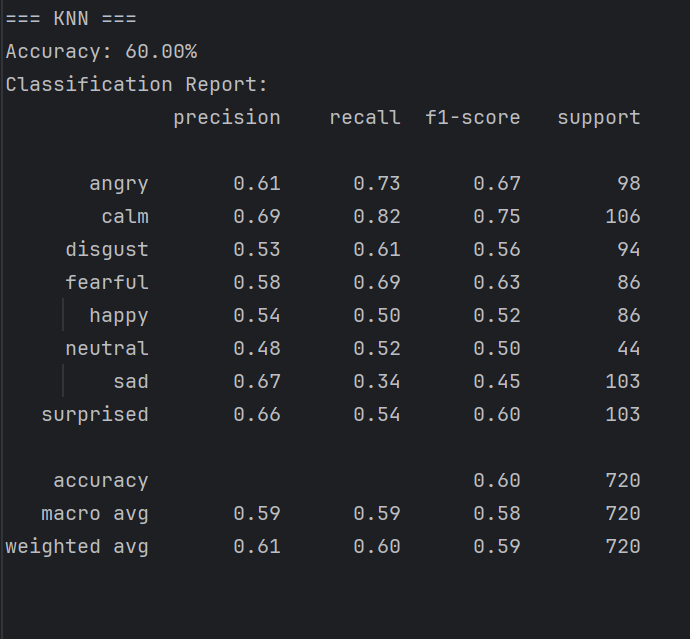 === KNN ===
Accuracy: 60.00%
Classification Report:
precision recall f1-score support
angry 0.61 0.73 0.67 98
calm 0.69 0.82 0.75 106
disgust 0.53 0.61 0.56 94
fearful 0.58 0.69 0.63 86
happy 0.54 0.50 0.52 86
neutral 0.48 0.52 0.50 44
sad 0.67 0.34 0.45 103
surprised 0.66 0.54 0.60 103
accuracy 0.60 720
macro avg 0.59 0.59 0.58 720
weighted avg 0.61 0.60 0.59 720